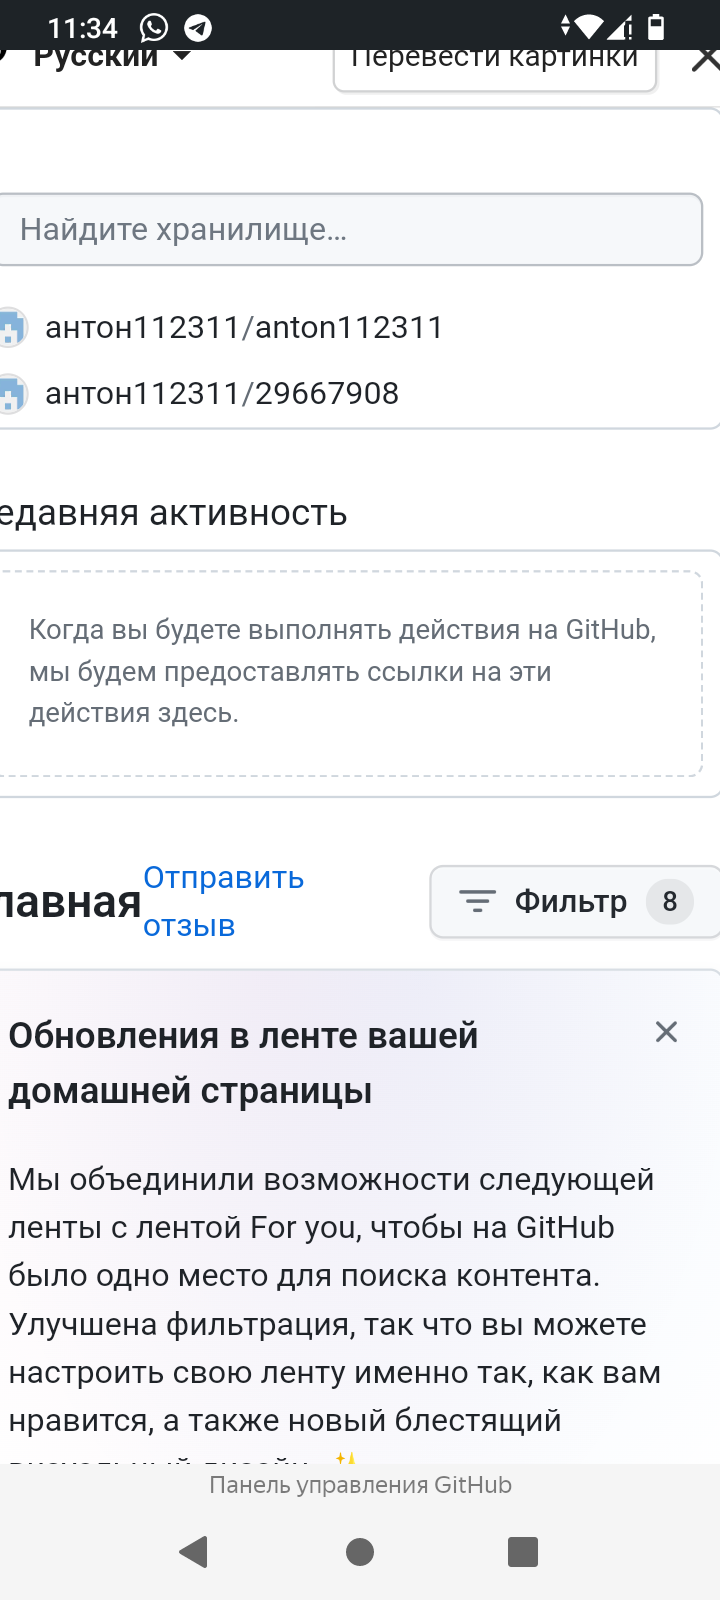 11:34
Русский
Перевести картинки
Найдите хранилище...
антон112311/anton112311
антон112311/29667908
едавняя активность
Когда вы будете выполнять действия на GitHub,
мы будем предоставлять ссылки на эти
действия здесь.
лавная
Отправить
отзыв
Фильтр 8
Обновления в ленте вашей
домашней страницы
Мы объединили возможности следующей
ленты с лентой For you, чтобы на GitHub
было одно место для поиска контента.
Улучшена фильтрация, так что вы можете
настроить свою ленту именно так, как вам
нравится, а также новый блестящий
Панель управления GitHub